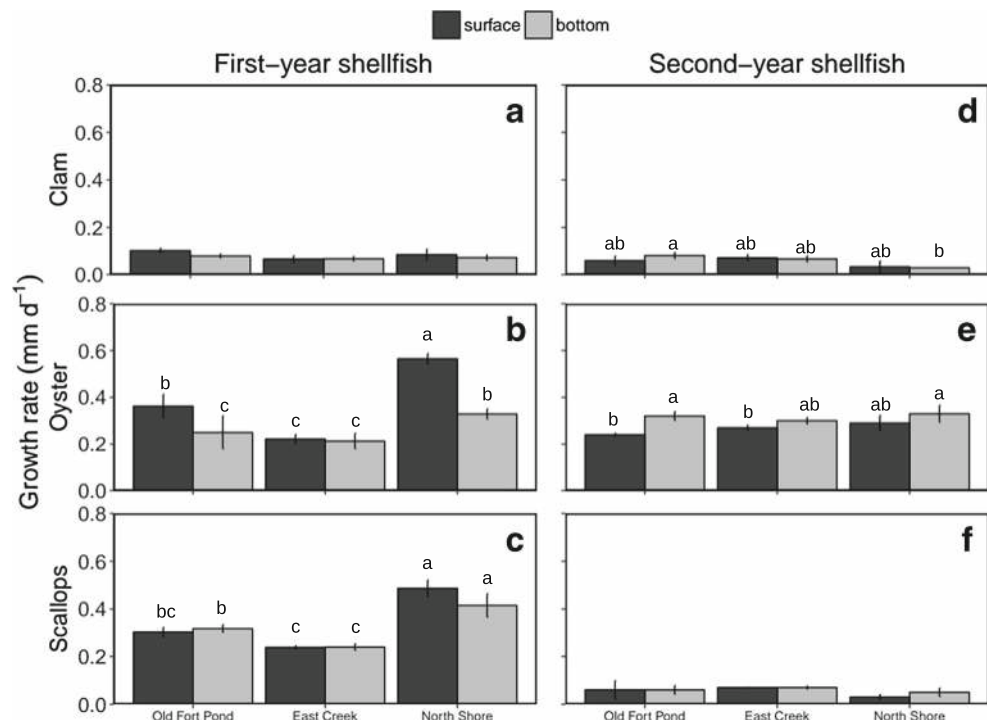 surface bottom
First–year shellfish Second–year shellfish
Growth rate (mm d⁻¹)
Clam
0.8
0.6
0.4
0.2
0.0
a
d
ab a ab ab ab b
Oyster
0.8
0.6
0.4
0.2
0.0
b
b c c c a b
e
b a b ab ab a
Scallops
0.8
0.6
0.4
0.2
0.0
c
bc b c c a a
f
Old Fort Pond East Creek North Shore Old Fort Pond East Creek North Shore